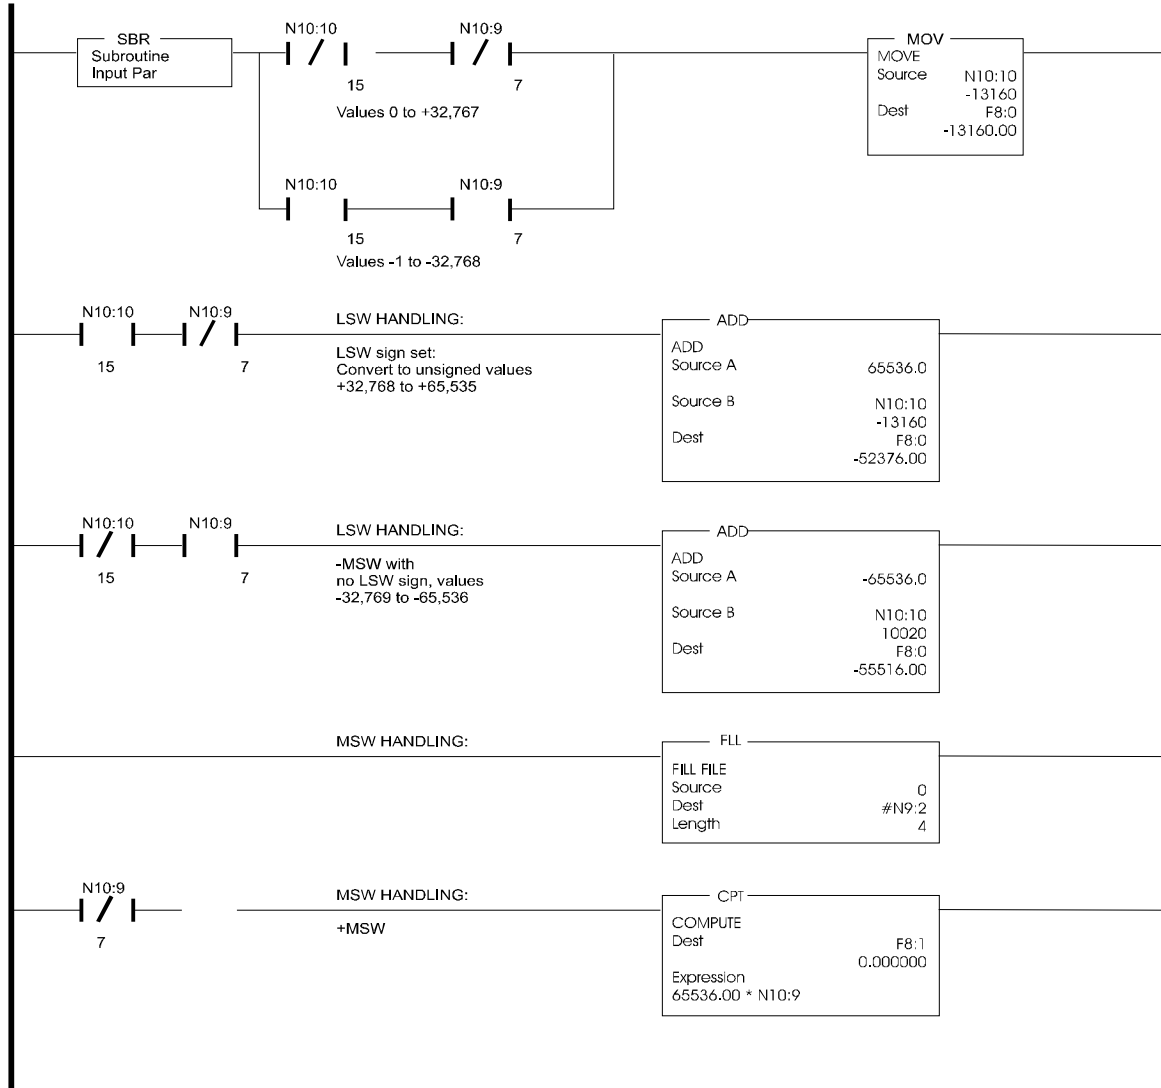 SBR
Subroutine
Input Par
N10:10
15
N10:9
7
Values 0 to +32,767
MOV
MOVE
Source N10:10
-13160
Dest F8:0
-13160.00
N10:10
15
N10:9
7
Values -1 to -32,768
N10:10
15
N10:9
7
LSW HANDLING:
LSW sign set:
Convert to unsigned values
+32,768 to +65,535
ADD
ADD
Source A 65536.0
Source B N10:10
-13160
Dest F8:0
-52376.00
N10:10
15
N10:9
7
LSW HANDLING:
-MSW with
no LSW sign, values
-32,769 to -65,536
ADD
ADD
Source A -65536.0
Source B N10:10
10020
Dest F8:0
-55516.00
MSW HANDLING:
FLL
FILL FILE
Source 0
Dest #N9:2
Length 4
N10:9
7
MSW HANDLING:
+MSW
CPT
COMPUTE
Dest F8:1
0.000000
Expression
65536.00 * N10:9